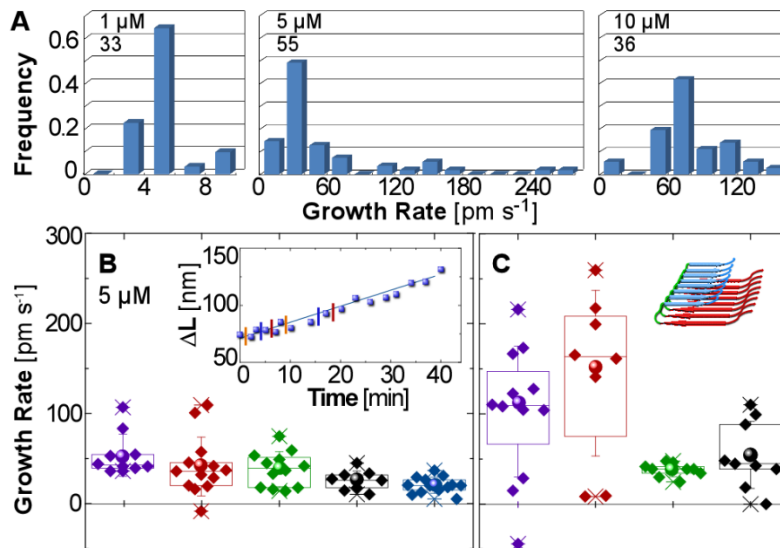 A
1 µM
33
5 µM
55
10 µM
36
Frequency
0.6
0.4
0.2
0
0 4 8
0 60 120 180 240
0 60 120
Growth Rate [pm s⁻¹]
B
5 µM
C
Growth Rate [pm s⁻¹]
300
200
100
0
ΔL [nm]
150
100
50
0 10 20 30 40
Time [min]